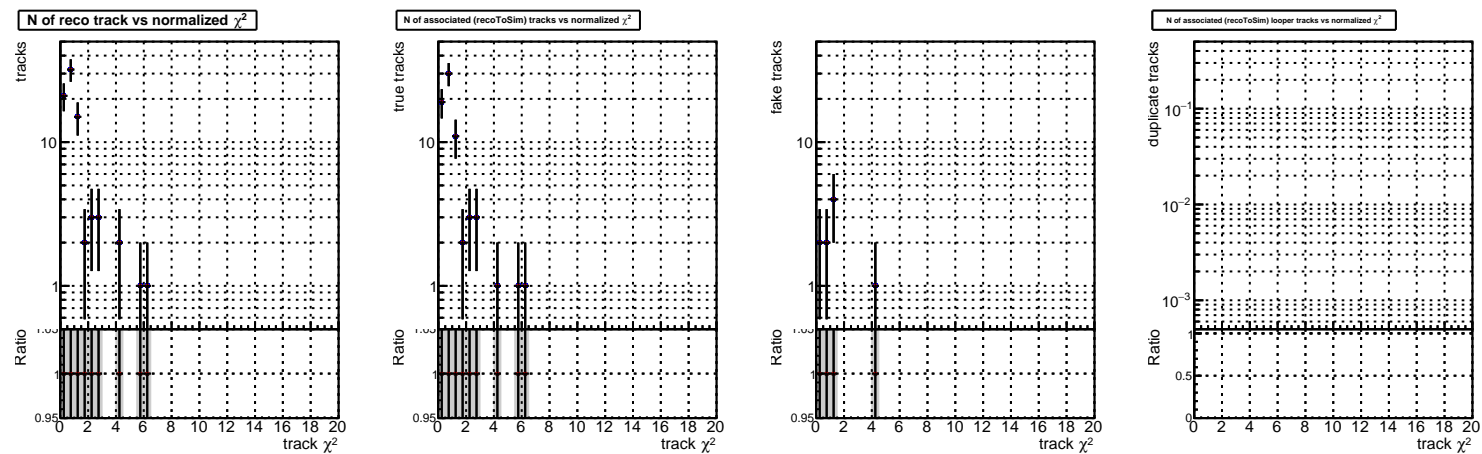 N of reco track vs normalized χ²
tracks
10
1
Ratio
1.05
1
0.95
0 2 4 6 8 10 12 14 16 18 20
track χ²
N of associated (recoToSim) tracks vs normalized χ²
true tracks
10
1
Ratio
1.05
1
0.95
0 2 4 6 8 10 12 14 16 18 20
track χ²
fake tracks
10
1
Ratio
1.05
1
0.95
0 2 4 6 8 10 12 14 16 18 20
track χ²
N of associated (recoToSim) looper tracks vs normalized χ²
duplicate tracks
10⁻¹
10⁻²
10⁻³
Ratio
1
0.5
0
0 2 4 6 8 10 12 14 16 18 20
track χ²